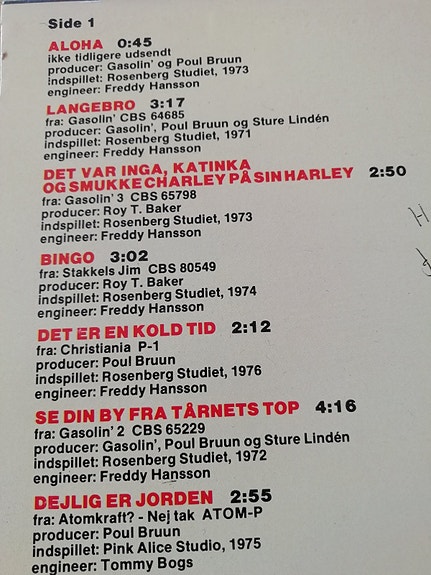 Side 1
ALOHA 0:45
ikke tidligere udsendt
producer: Gasolin' og Poul Bruun
indspillet: Rosenberg Studiet, 1973
engineer: Freddy Hansson
LANGEBRO 3:17
fra: Gasolin' CBS 64685
producer: Gasolin', Poul Bruun og Sture Lindén
indspillet: Rosenberg Studiet, 1971
engineer: Freddy Hansson
DET VAR INGA, KATINKA
OG SMUKKE CHARLEY PÅ SIN HARLEY 2:50
fra: Gasolin' 3 CBS 65798
producer: Roy T. Baker
indspillet: Rosenberg Studiet, 1973
engineer: Freddy Hansson
BINGO 3:02
fra: Stakkels Jim CBS 80549
producer: Roy T. Baker
indspillet: Rosenberg Studiet, 1974
engineer: Freddy Hansson
DET ER EN KOLD TID 2:12
fra: Christiania P-1
producer: Poul Bruun
indspillet: Rosenberg Studiet, 1976
engineer: Freddy Hansson
SE DIN BY FRA TÅRNETS TOP 4:16
fra: Gasolin' 2 CBS 65229
producer: Gasolin', Poul Bruun og Sture Lindén
indspillet: Rosenberg Studiet, 1972
engineer: Freddy Hansson
DEJLIG ER JORDEN 2:55
fra: Atomkraft? - Nej tak ATOM-P
producer: Poul Bruun
indspillet: Pink Alice Studio, 1975
engineer: Tommy Bogs